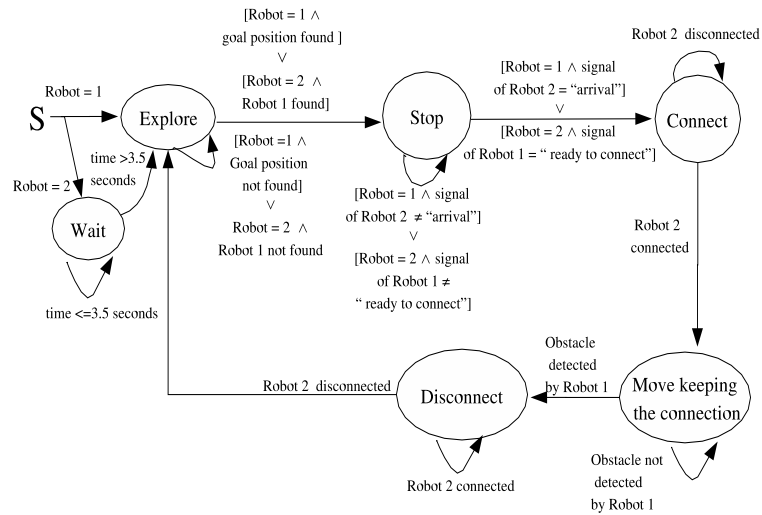 [Robot = 1 ∧
goal position found ]
∨
[Robot = 2 ∧
Robot 1 found]
Robot 2 disconnected
[Robot = 1 ∧ signal
of Robot 2 = “arrival”]
∨
[Robot = 2 ∧ signal
of Robot 1 = “ ready to connect”]
Robot = 1
S
Explore
Stop
Connect
[Robot =1 ∧
Goal position
not found]
∨
Robot = 2 ∧
Robot 1 not found
time >3.5
seconds
Robot = 2
Wait
time <=3.5 seconds
[Robot = 1 ∧ signal
of Robot 2 ≠ “arrival”]
∨
[Robot = 2 ∧ signal
of Robot 1 ≠
“ ready to connect”]
Robot 2
connected
Obstacle
detected
by Robot 1
Robot 2 disconnected
Disconnect
Move keeping
the connection
Robot 2 connected
Obstacle not
detected
by Robot 1